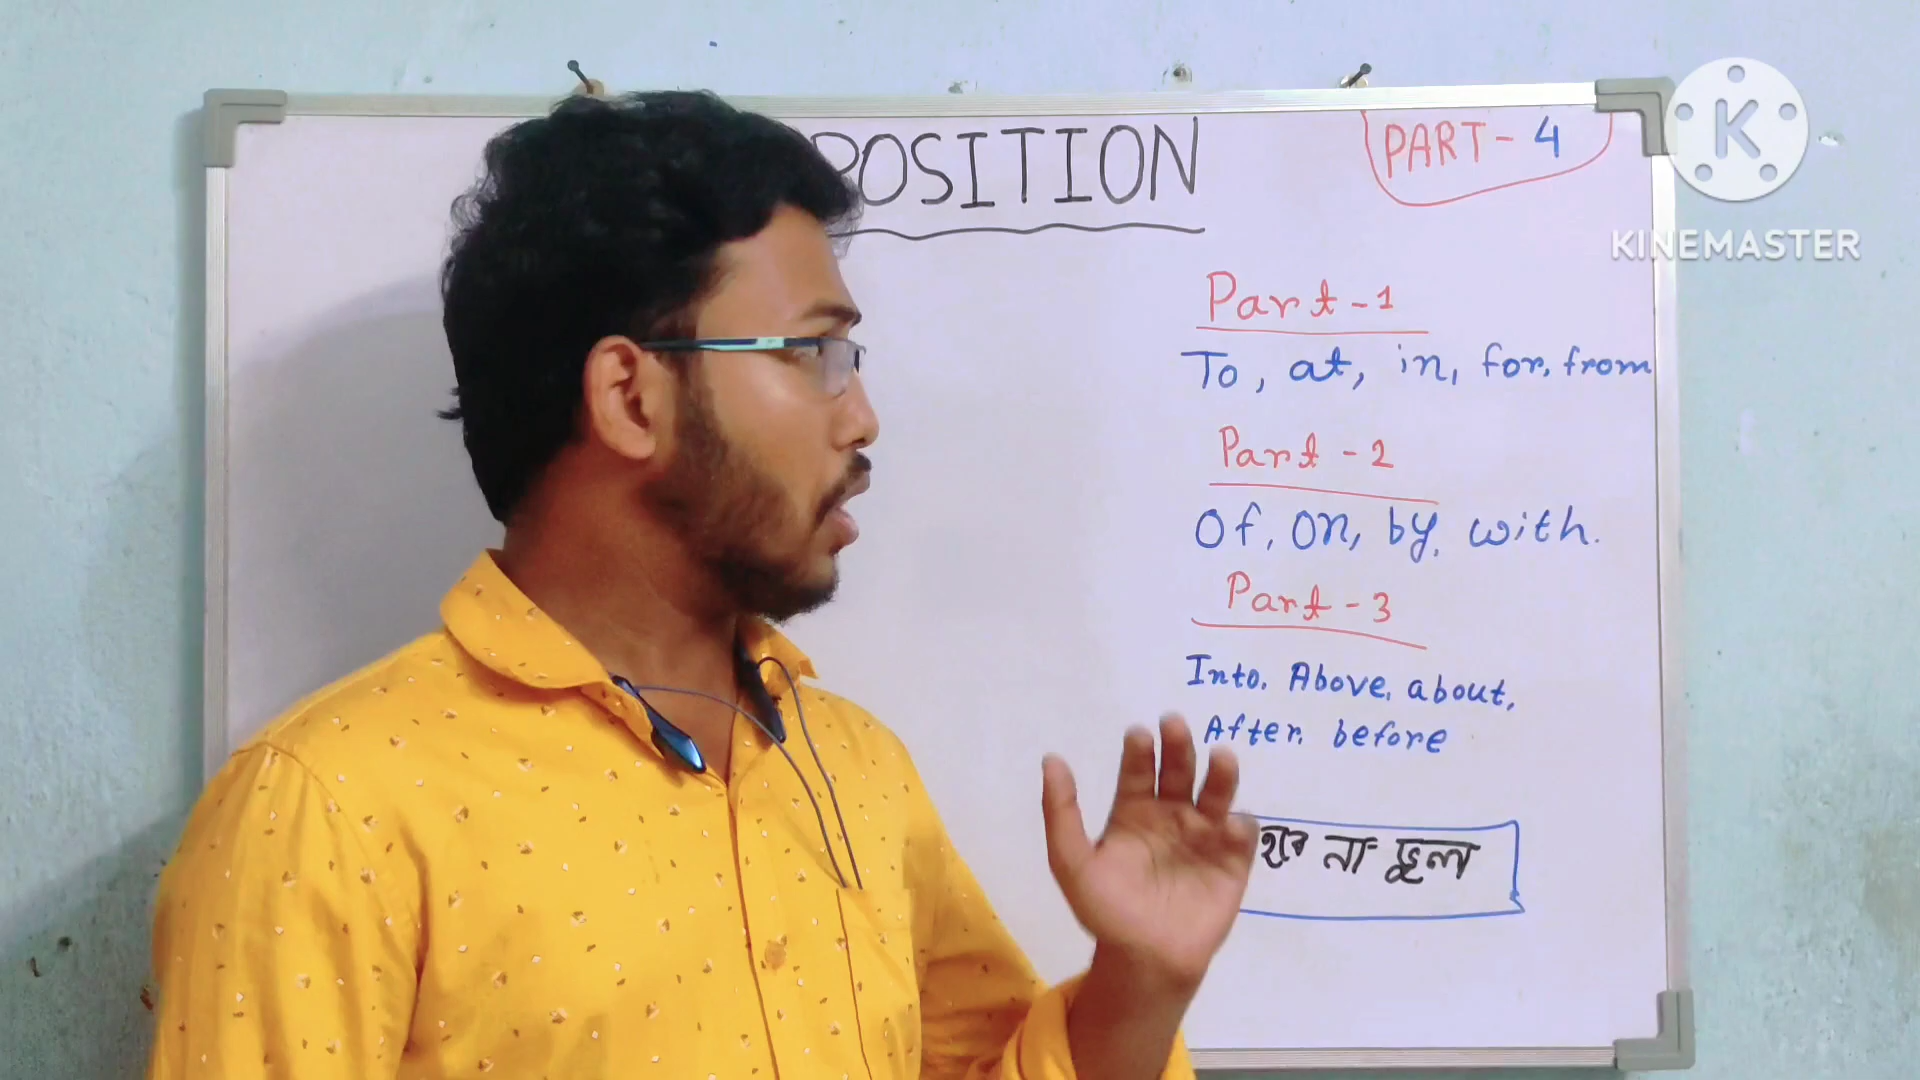 POSITION
PART-4
K
KINEMASTER
Part-1
To, at, in, for, from
Part-2
Of, on, by, with.
Part-3
Into, Above, about,
After, before
হবে না ভুল